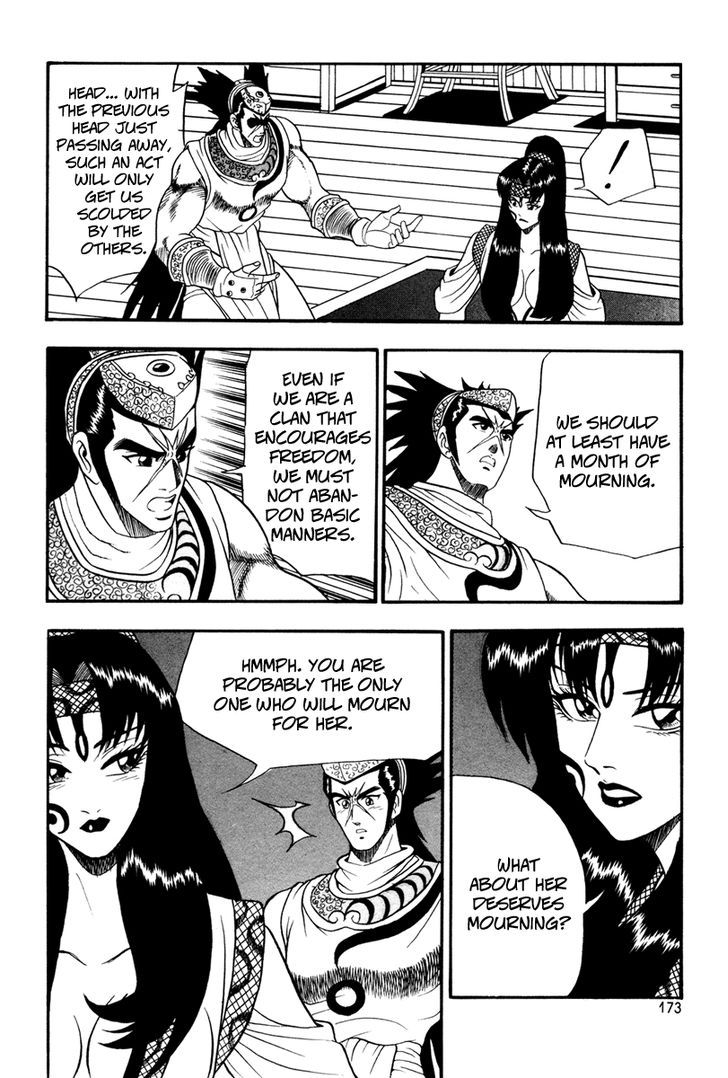 !
HEAD... WITH
THE PREVIOUS
HEAD JUST
PASSING AWAY,
SUCH AN ACT
WILL ONLY
GET US
SCOLDED
BY THE
OTHERS.
WE SHOULD
AT LEAST HAVE
A MONTH OF
MOURNING.
EVEN IF
WE ARE A
CLAN THAT
ENCOURAGES
FREEDOM,
WE MUST
NOT ABAN-
DON BASIC
MANNERS.
WHAT
ABOUT HER
DESERVES
MOURNING?
HMMPH. YOU ARE
PROBABLY THE ONLY
ONE WHO WILL MOURN
FOR HER.
173